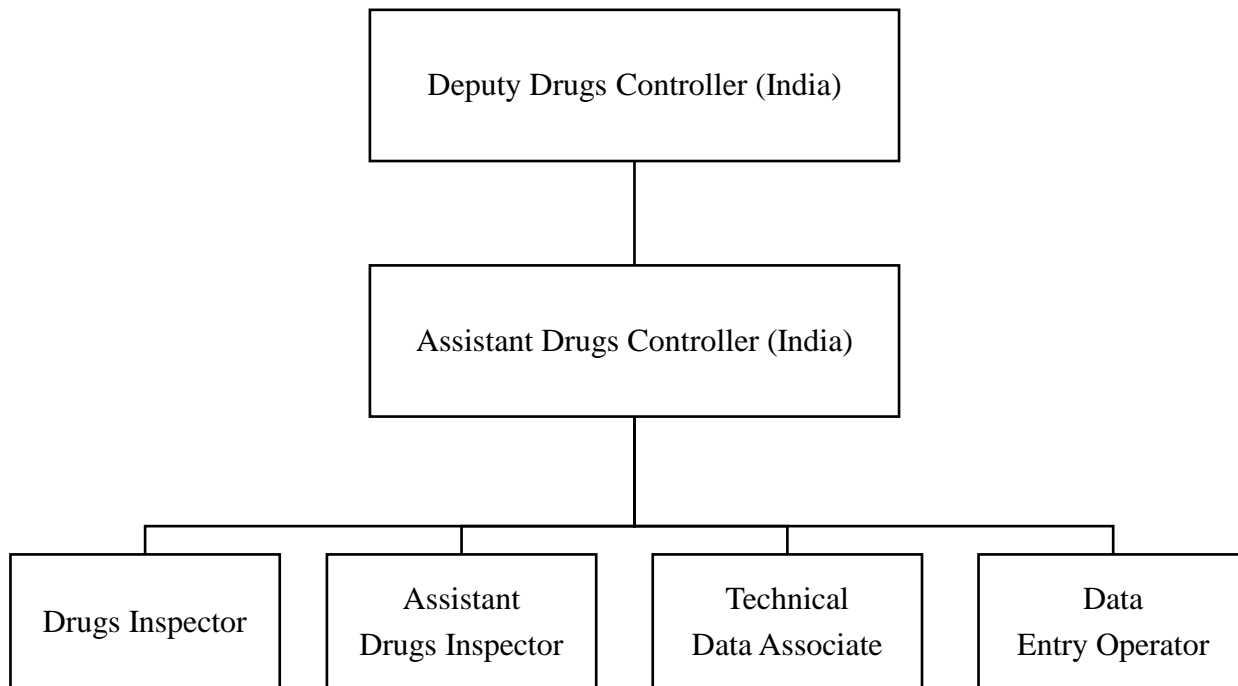 Deputy Drugs Controller (India)
Assistant Drugs Controller (India)
Drugs Inspector
Assistant
Drugs Inspector
Technical
Data Associate
Data
Entry Operator